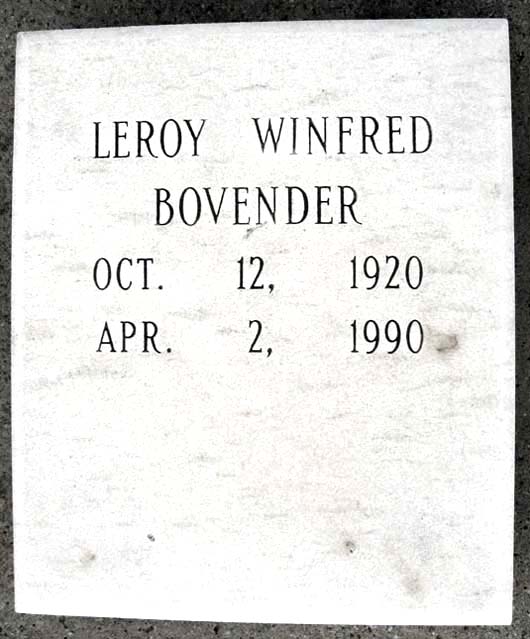 LEROY WINFRED
BOVENDER
OCT. 12, 1920
APR. 2, 1990